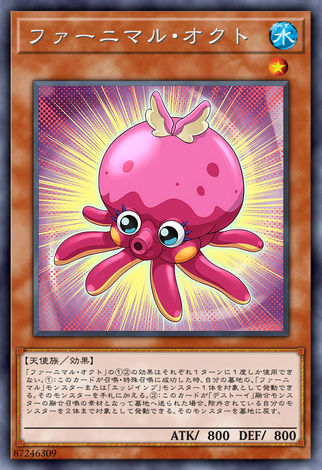 ファーニマル・オクト
水
【天使族／効果】
「ファーニマル・オクト」の①②の効果はそれぞれ１ターンに１度しか使用でき
ない。①：このカードが召喚・特殊召喚に成功した時、自分の墓地の、「ファーニ
マル」モンスターまたは「エッジインプ」モンスター１体を対象として発動でき
る。そのモンスターを手札に加える。②：このカードが「デストーイ」融合モンス
ターの融合召喚の素材となって墓地へ送られた場合、除外されている自分のモ
ンスターを２体まで対象として発動できる。そのモンスターを墓地に戻す。
ATK/ 800 DEF/ 800
87246309